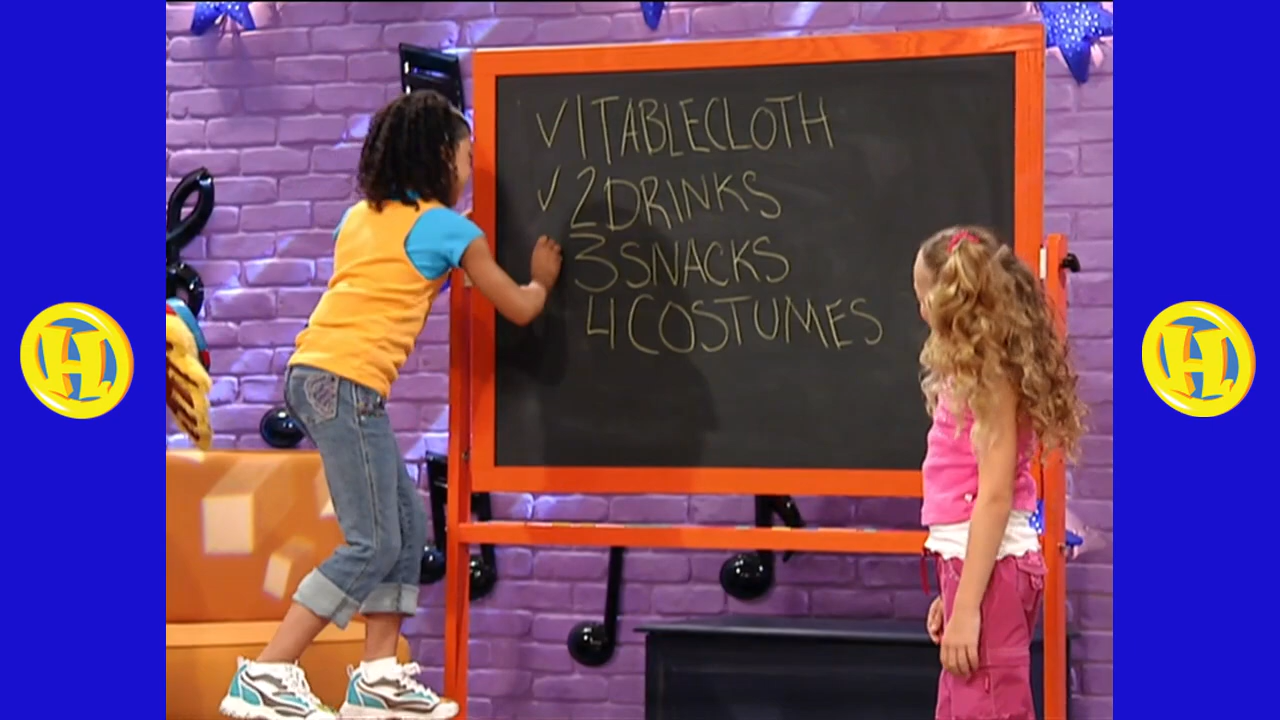 ✓1 TABLECLOTH
✓ 2 DRINKS
3 SNACKS
4 COSTUMES
H H